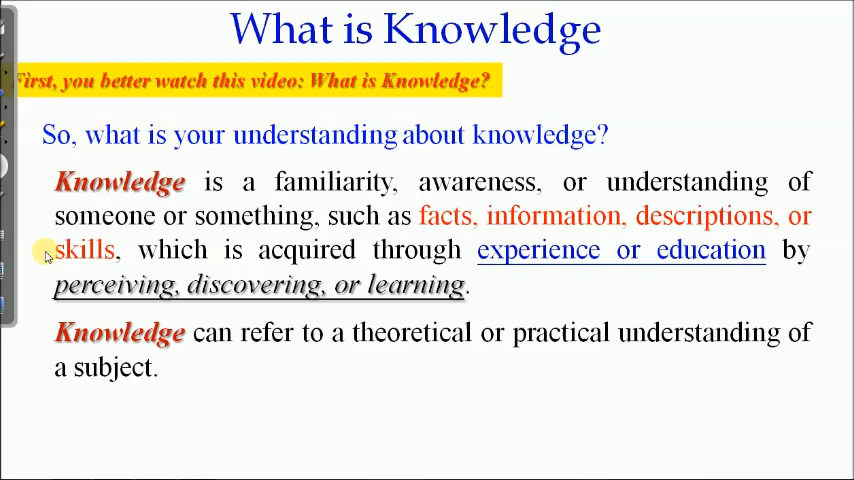 What is Knowledge
First, you better watch this video: What is Knowledge?
So, what is your understanding about knowledge?
Knowledge is a familiarity, awareness, or understanding of
someone or something, such as facts, information, descriptions, or
skills, which is acquired through experience or education by
perceiving, discovering, or learning.
Knowledge can refer to a theoretical or practical understanding of
a subject.